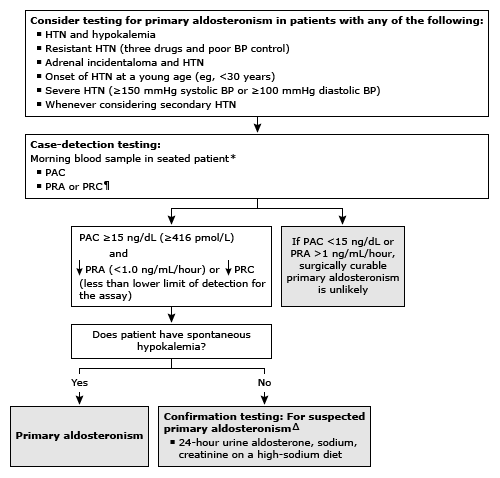 Consider testing for primary aldosteronism in patients with any of the following:
▪ HTN and hypokalemia
▪ Resistant HTN (three drugs and poor BP control)
▪ Adrenal incidentaloma and HTN
▪ Onset of HTN at a young age (eg, <30 years)
▪ Severe HTN (≥150 mmHg systolic BP or ≥100 mmHg diastolic BP)
▪ Whenever considering secondary HTN
Case-detection testing:
Morning blood sample in seated patient*
▪ PAC
▪ PRA or PRC¶
PAC ≥15 ng/dL (≥416 pmol/L)
and
↓ PRA (<1.0 ng/mL/hour) or ↓ PRC
(less than lower limit of detection for
the assay)
If PAC <15 ng/dL or
PRA >1 ng/mL/hour,
surgically curable
primary aldosteronism
is unlikely
Does patient have spontaneous
hypokalemia?
Yes
No
Primary aldosteronism
Confirmation testing: For suspected
primary aldosteronismΔ
▪ 24-hour urine aldosterone, sodium,
creatinine on a high-sodium diet